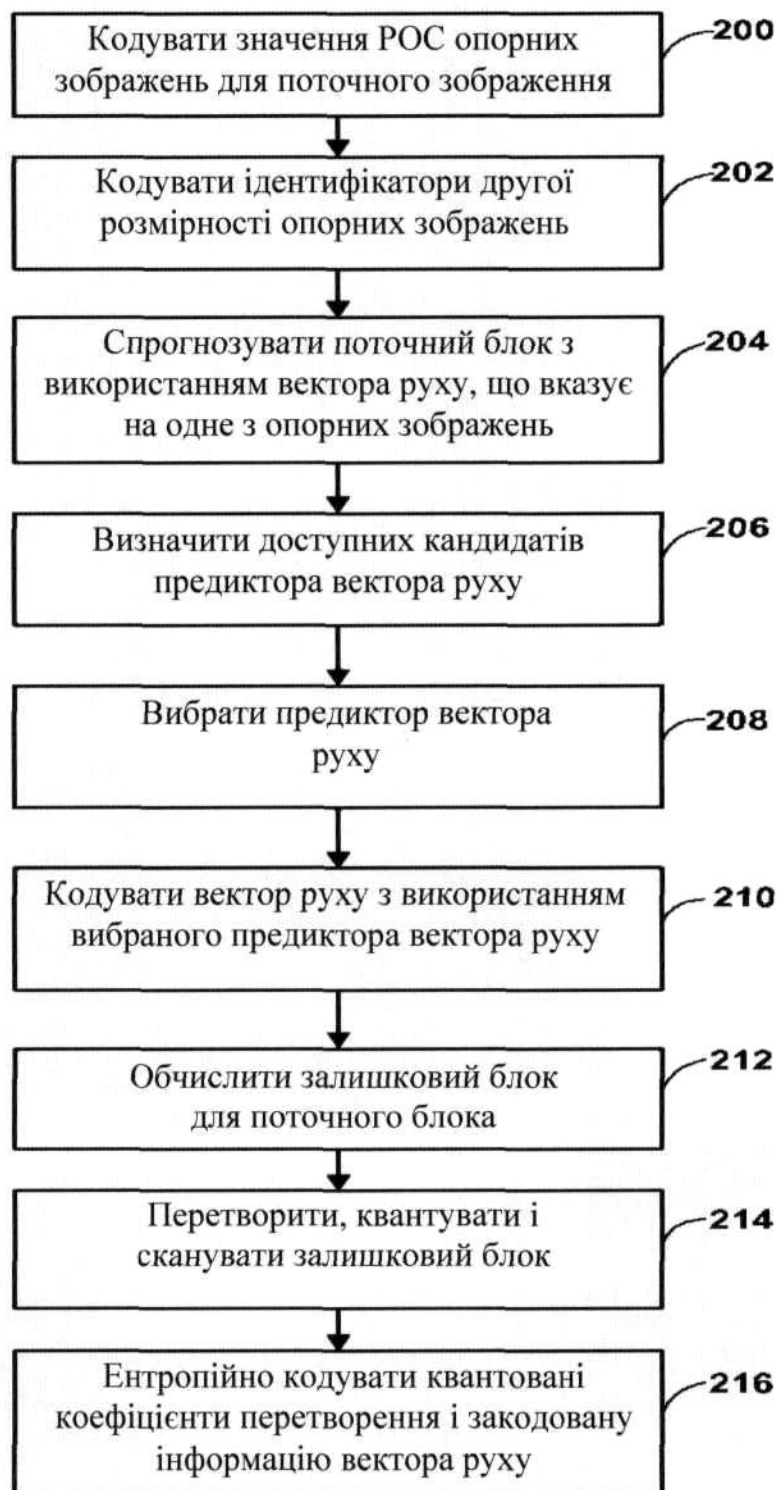 Кодувати значення РОС опорних
зображень для поточного зображення
200
Кодувати ідентифікатори другої
розмірності опорних зображень
202
Спрогнозувати поточний блок з
використанням вектора руху, що вказує
на одне з опорних зображень
204
Визначити доступних кандидатів
предиктора вектора руху
206
Вибрати предиктор вектора
руху
208
Кодувати вектор руху з використанням
вибраного предиктора вектора руху
210
Обчислити залишковий блок
для поточного блока
212
Перетворити, квантувати і
сканувати залишковий блок
214
Ентропійно кодувати квантовані
коефіцієнти перетворення і закодовану
інформацію вектора руху
216